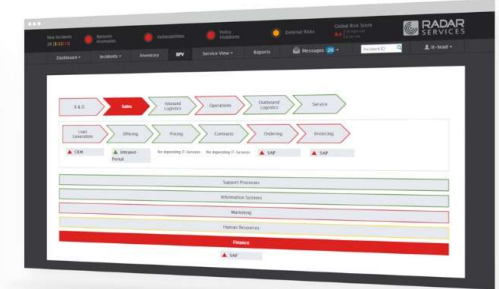 New Incidents
Advanced
Anomalies
Vulnerabilities
Policy
Violations
External Risks
Global Risk Score
RADAR
SERVICES
Dashboard
Incidents
Inventory
BPV
Service View
Reports
Messages
Incident ID
R & D
Sales
Inbound
Logistics
Operations
Outbound
Logistics
Service
Lead
Generation
Offering
Pricing
Contracts
Ordering
Invoicing
CRM
Intranet-
Portal
No depending IT-Services
No depending IT-Services
SAP
SAP
Support Processes
Information Systems
Marketing
Human Resources
Finance
SAP